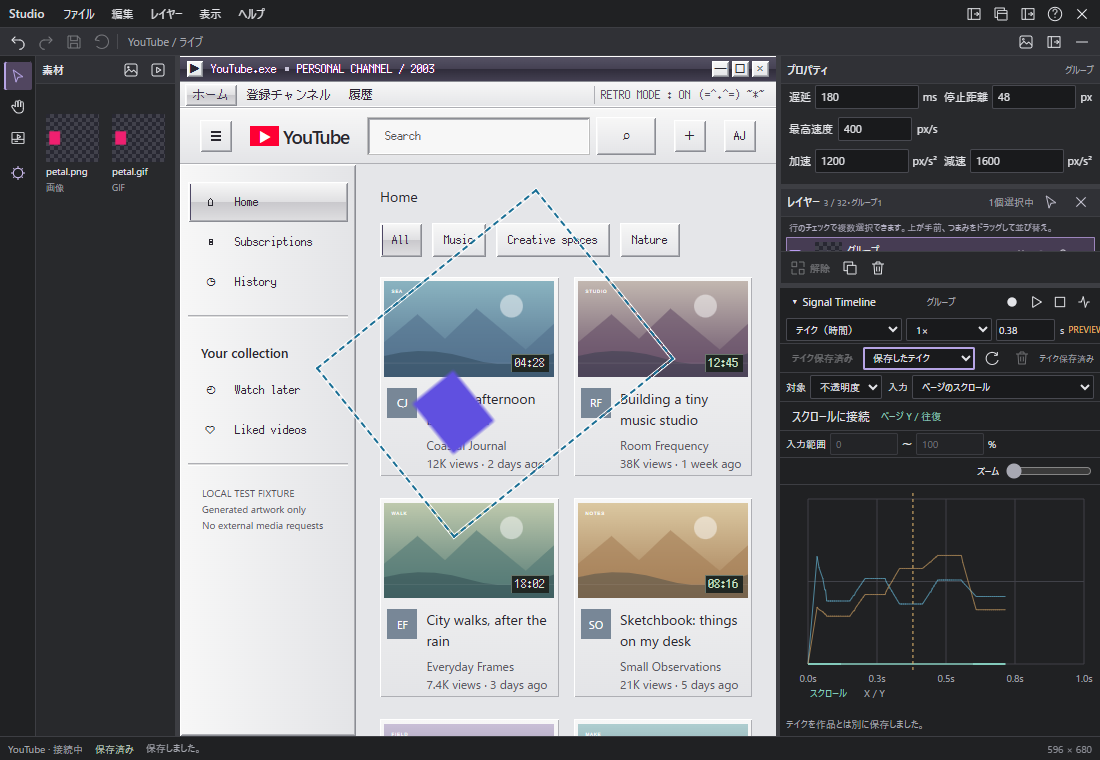 Studio ファイル 編集 レイヤー 表示 ヘルプ
YouTube / ライブ
素材
petal.png
画像
petal.gif
GIF
YouTube.exe ▪ PERSONAL CHANNEL / 2003
ホーム 登録チャンネル 履歴
RETRO MODE : ON (=^.^=) ~*~
YouTube
Search
AJ
Home
Subscriptions
History
Your collection
Watch later
Liked videos
LOCAL TEST FIXTURE
Generated artwork only
No external media requests
Home
All Music Creative spaces Nature
SEA
04:28
CJ
afternoon
Journal
12K views · 2 days ago
STUDIO
12:45
RF
Building a tiny
music studio
Room Frequency
38K views · 1 week ago
WALK
18:02
EF
City walks, after the
rain
Everyday Frames
7.4K views · 3 days ago
NOTES
08:16
SO
Sketchbook: things
on my desk
Small Observations
21K views · 5 days ago
FIELD
プロパティ グループ
遅延 180 ms 停止距離 48 px
最高速度 400 px/s
加速 1200 px/s² 減速 1600 px/s²
レイヤー 3 / 32・グループ1 1個選択中
行のチェックで複数選択できます。上が手前、つまみをドラッグして並び替え。
グループ
解除
Signal Timeline グループ
テイク（時間） 1× 0.38 s PREVIEW
テイク保存済み 保存したテイク テイク保存済み
対象 不透明度 入力 ページのスクロール
スクロールに接続 ページ Y / 往復
入力範囲 0 〜 100 %
ズーム
0.0s 0.3s 0.5s 0.8s 1.0s
スクロール X / Y
テイクを作品とは別に保存しました。
YouTube · 接続中 保存済み 保存しました。
596 × 680